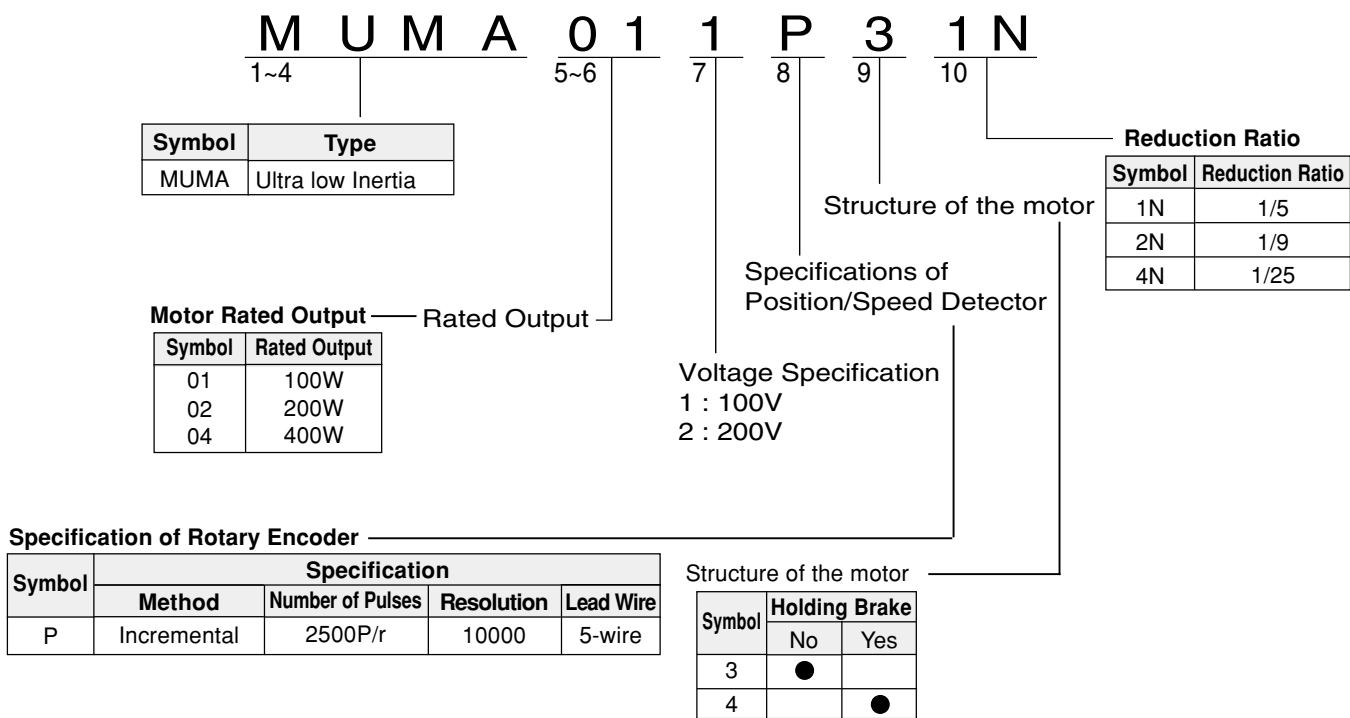 M U M A 0 1 1 P 3 1 N
1~4 5~6 7 8 9 10
Symbol Type
MUMA Ultra low Inertia
Reduction Ratio
Symbol Reduction Ratio
1N 1/5
2N 1/9
4N 1/25
Structure of the motor
Specifications of
Position/Speed Detector
Motor Rated Output Rated Output
Symbol Rated Output
01 100W
02 200W
04 400W
Voltage Specification
1 : 100V
2 : 200V
Specification of Rotary Encoder
Symbol Specification
Method Number of Pulses Resolution Lead Wire
P Incremental 2500P/r 10000 5-wire
Structure of the motor
Symbol Holding Brake
No Yes
3 ●
4 ●